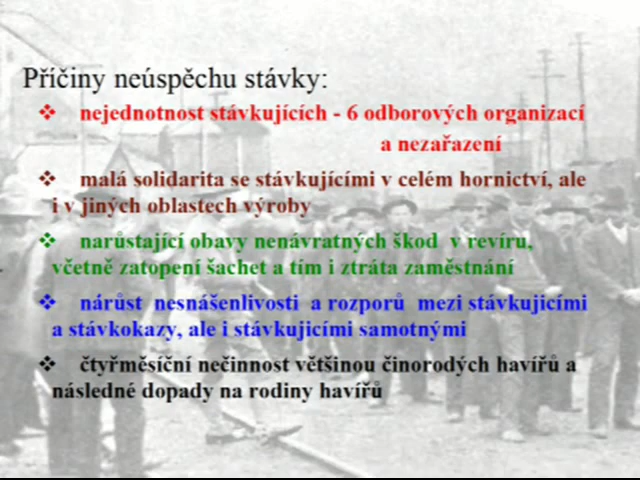 Příčiny neúspěchu stávky:
❖ nejednotnost stávkujících - 6 odborových organizací
a nezařazení
❖ malá solidarita se stávkujícími v celém hornictví, ale
i v jiných oblastech výroby
❖ narůstající obavy nenávratných škod v revíru,
včetně zatopení šachet a tím i ztráta zaměstnání
❖ nárůst nesnášenlivosti a rozporů mezi stávkujicími
a stávkokazy, ale i stávkujicími samotnými
❖ čtyřměsíční nečinnost většinou činorodých havířů a
následné dopady na rodiny havířů